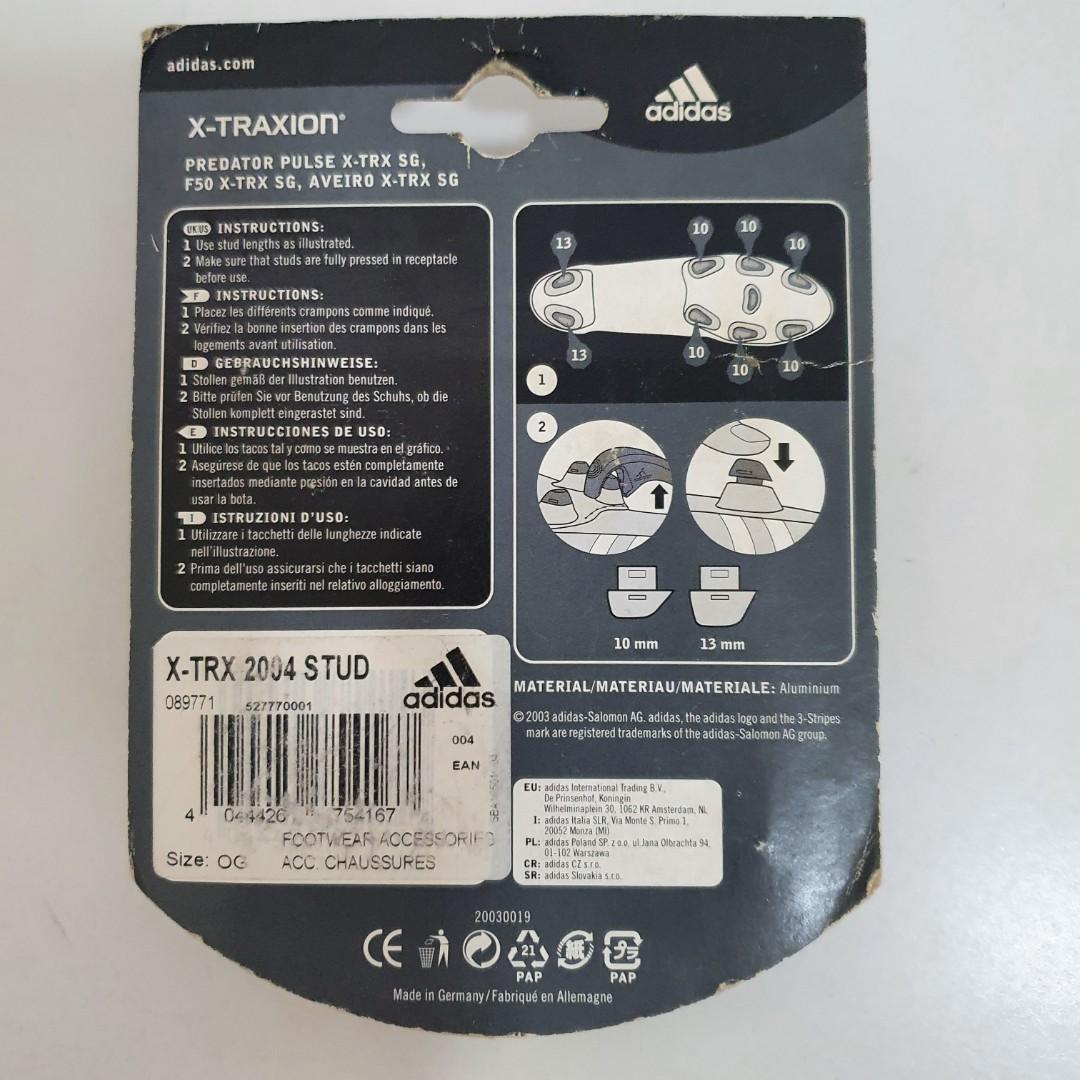 adidas.com
adidas
X-TRAXION®
PREDATOR PULSE X-TRX SG,
F50 X-TRX SG, AVEIRO X-TRX SG
UK US INSTRUCTIONS:
1 Use stud lengths as illustrated.
2 Make sure that studs are fully pressed in receptacle
before use.
F INSTRUCTIONS:
1 Placez les différents crampons comme indiqué.
2 Vérifiez la bonne insertion des crampons dans les
logements avant utilisation.
D GEBRAUCHSHINWEISE:
1 Stollen gemäß der Illustration benutzen.
2 Bitte prüfen Sie vor Benutzung des Schuhs, ob die
Stollen komplett eingerastet sind.
E INSTRUCCIONES DE USO:
1 Utilice los tacos tal y como se muestra en el gráfico.
2 Asegúrese de que los tacos estén completamente
insertados mediante presión en la cavidad antes de
usar la bota.
I ISTRUZIONI D'USO:
1 Utilizzare i tacchetti delle lunghezze indicate
nell'illustrazione.
2 Prima dell'uso assicurarsi che i tacchetti siano
completamente inseriti nel relativo alloggiamento.
13 10 10 10
13 10 10 10
1
2
10 mm 13 mm
MATERIAL/MATERIAU/MATERIALE: Aluminium
© 2003 adidas-Salomon AG. adidas, the adidas logo and the 3-Stripes
mark are registered trademarks of the adidas-Salomon AG group.
X-TRX 2004 STUD
adidas
089771 527770001
004
EAN
4 044426 754167
FOOTWEAR ACCESSORIES
Size: OG ACC. CHAUSSURES
EU: adidas International Trading B.V.,
De Prinsenhof, Koningin
Wilhelminaplein 30, 1062 KR Amsterdam, NL
I: adidas Italia SLR, Via Monte S. Primo 1,
20052 Monza (MI)
PL: adidas Poland SP. z o.o, ul.Jana Olbrachta 94,
01-102 Warszawa
CR: adidas CZ s.r.o.
SR: adidas Slovakia s.r.o.
20030019
CE 21 紙 プラ
PAP PAP
Made in Germany/Fabriqué en Allemagne